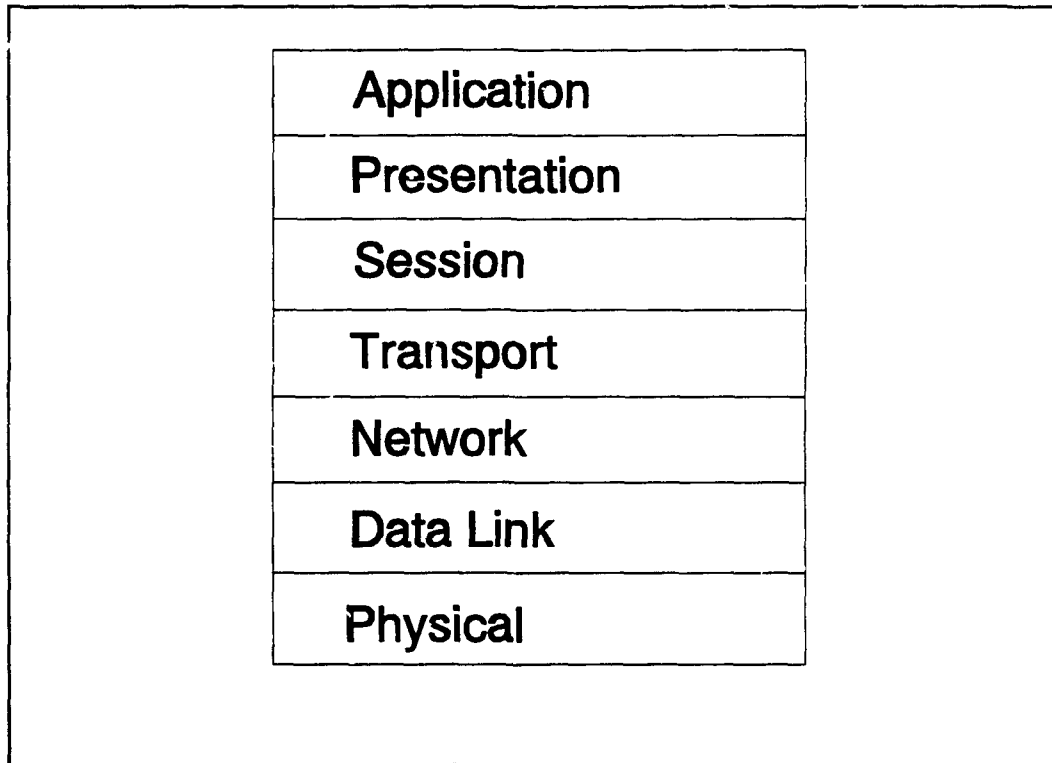 Application
Presentation
Session
Transport
Network
Data Link
Physical